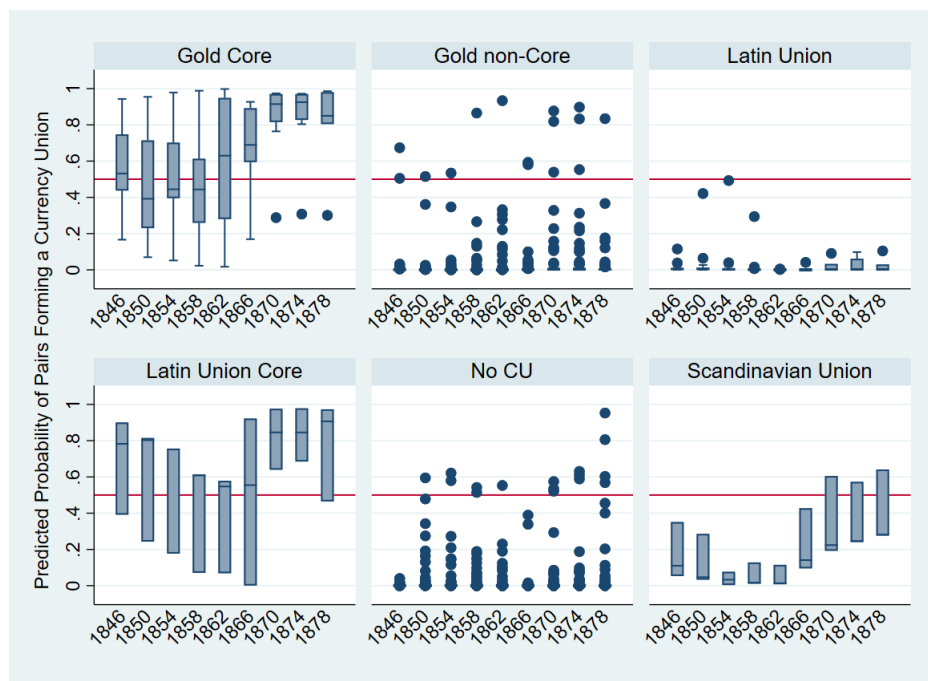 Predicted Probability of Pairs Forming a Currency Union
Gold Core
Gold non-Core
Latin Union
1
.8
.6
.4
.2
0
1846 1850 1854 1858 1862 1866 1870 1874 1878
1846 1850 1854 1858 1862 1866 1870 1874 1878
1846 1850 1854 1858 1862 1866 1870 1874 1878
Latin Union Core
No CU
Scandinavian Union
1
.8
.6
.4
.2
0
1846 1850 1854 1858 1862 1866 1870 1874 1878
1846 1850 1854 1858 1862 1866 1870 1874 1878
1846 1850 1854 1858 1862 1866 1870 1874 1878